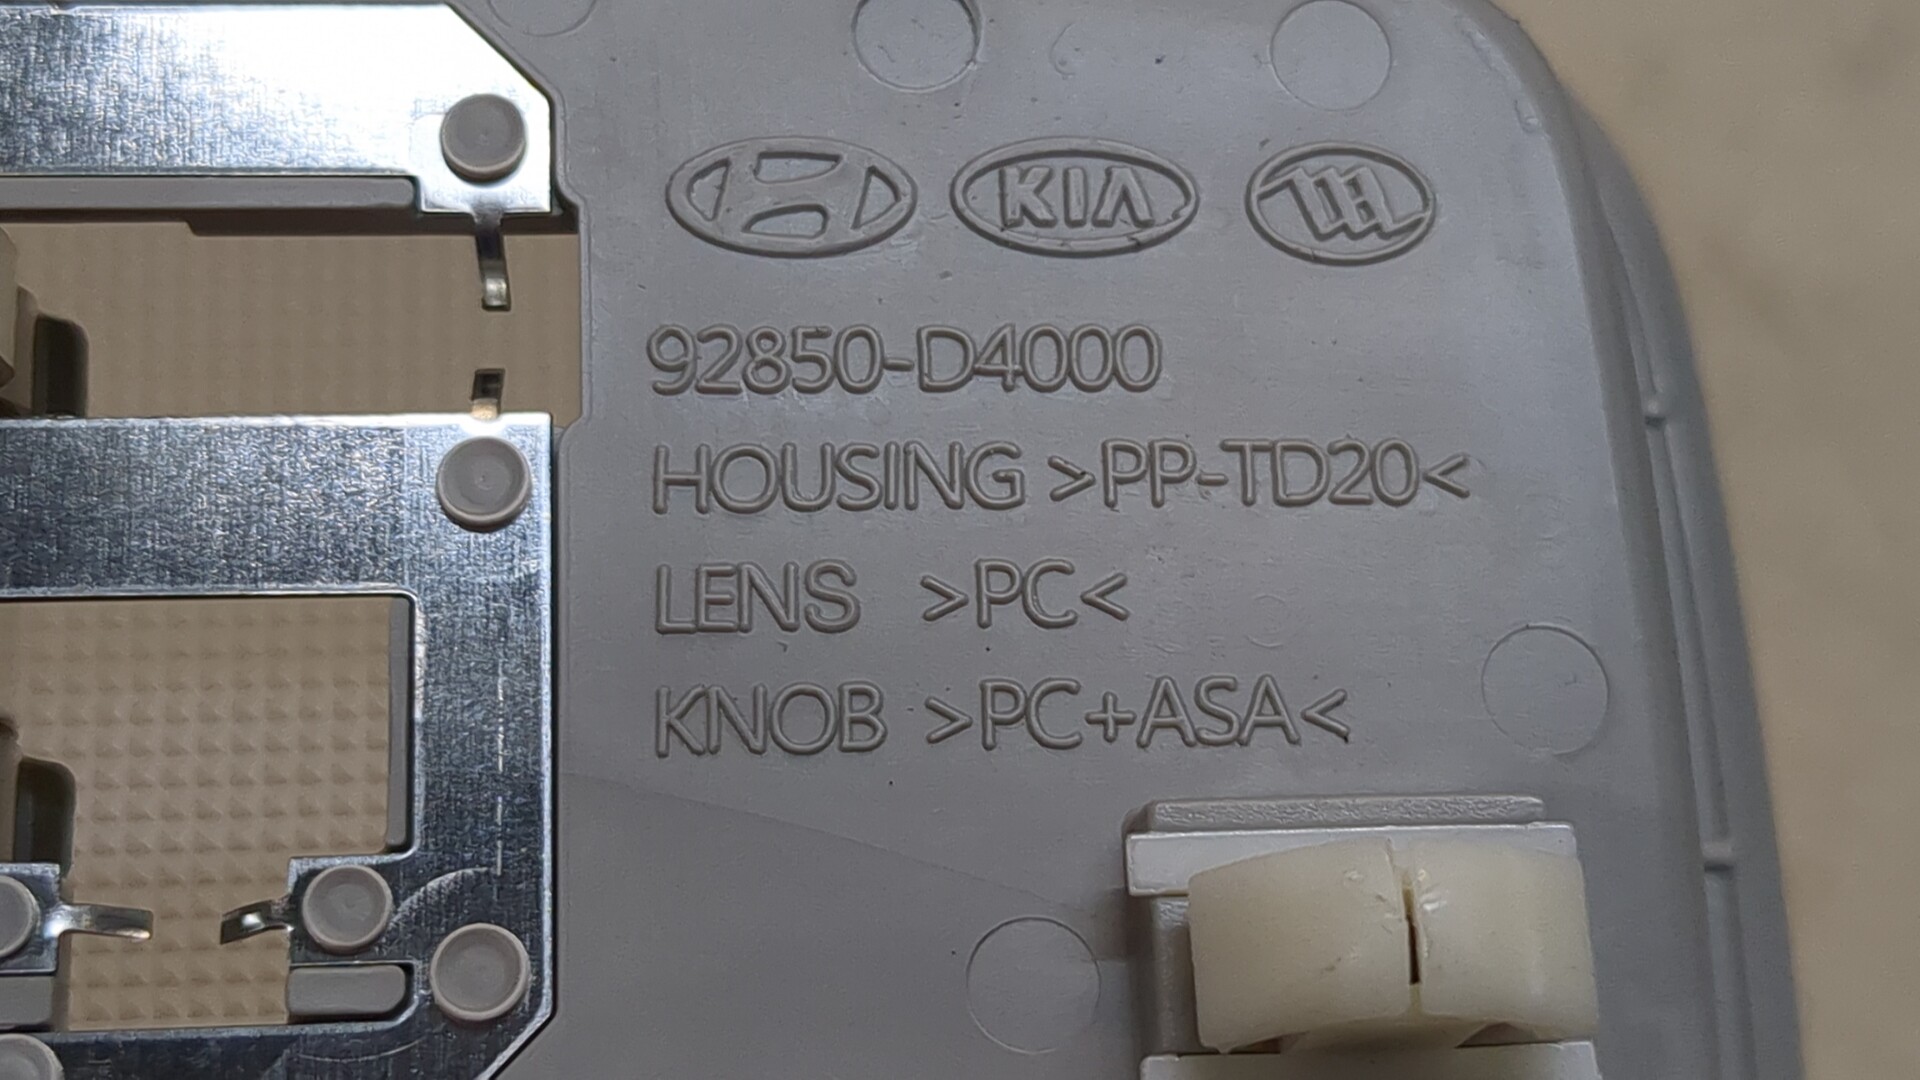 KIA
92850-D4000
HOUSING >PP-TD20<
LENS >PC<
KNOB >PC+ASA<